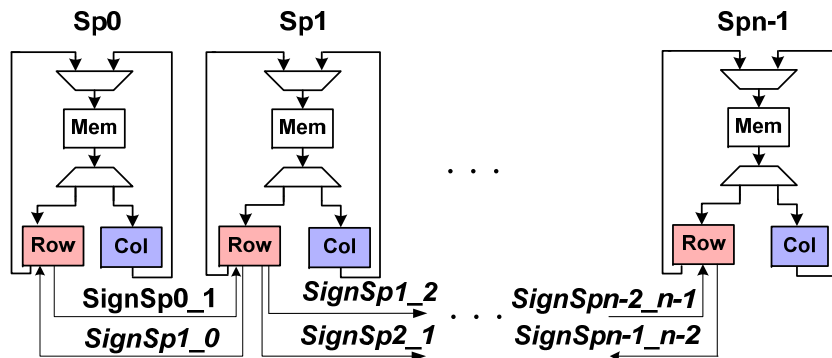 Sp0 Sp1 Spn-1
Mem Mem . . . Mem
Row Col Row Col Row Col
SignSp0_1 SignSp1_2 . . . SignSpn-2_n-1
SignSp1_0 SignSp2_1 SignSpn-1_n-2